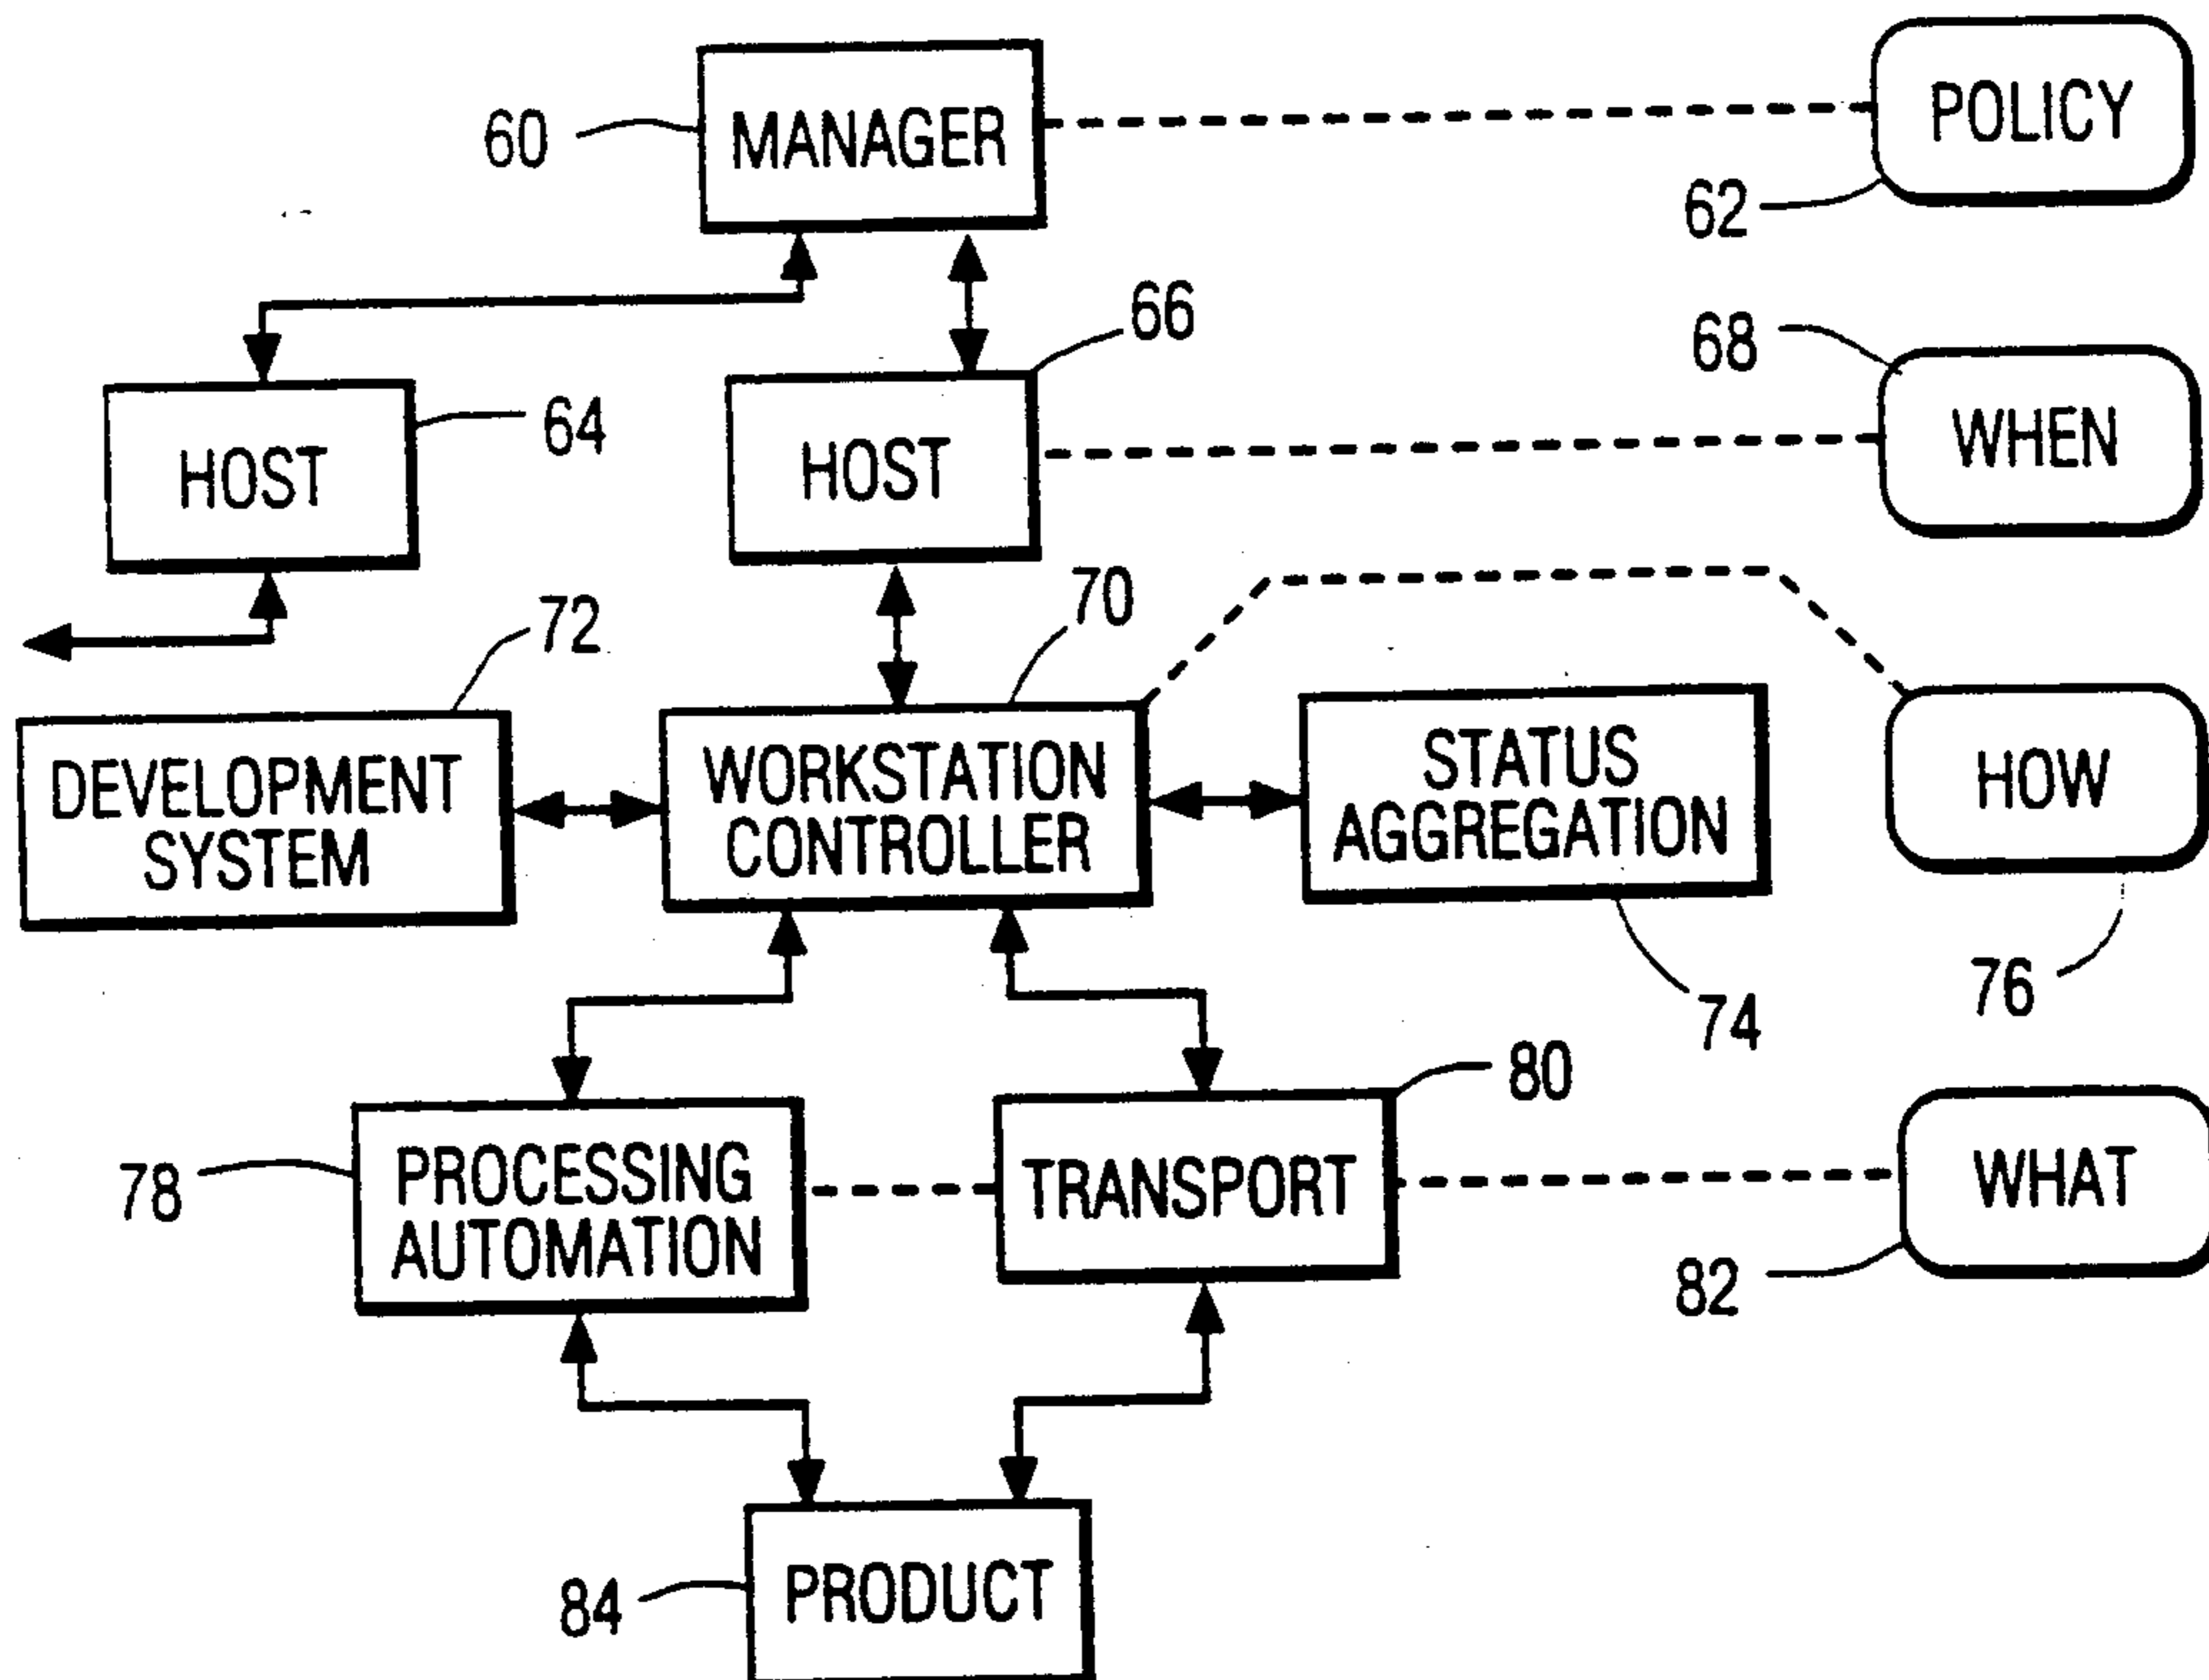 MANAGER
60
POLICY
62
66
68
HOST
64
HOST
WHEN
72
70
DEVELOPMENT
SYSTEM
WORKSTATION
CONTROLLER
STATUS
AGGREGATION
HOW
74
76
80
78
PROCESSING
AUTOMATION
TRANSPORT
WHAT
82
84
PRODUCT